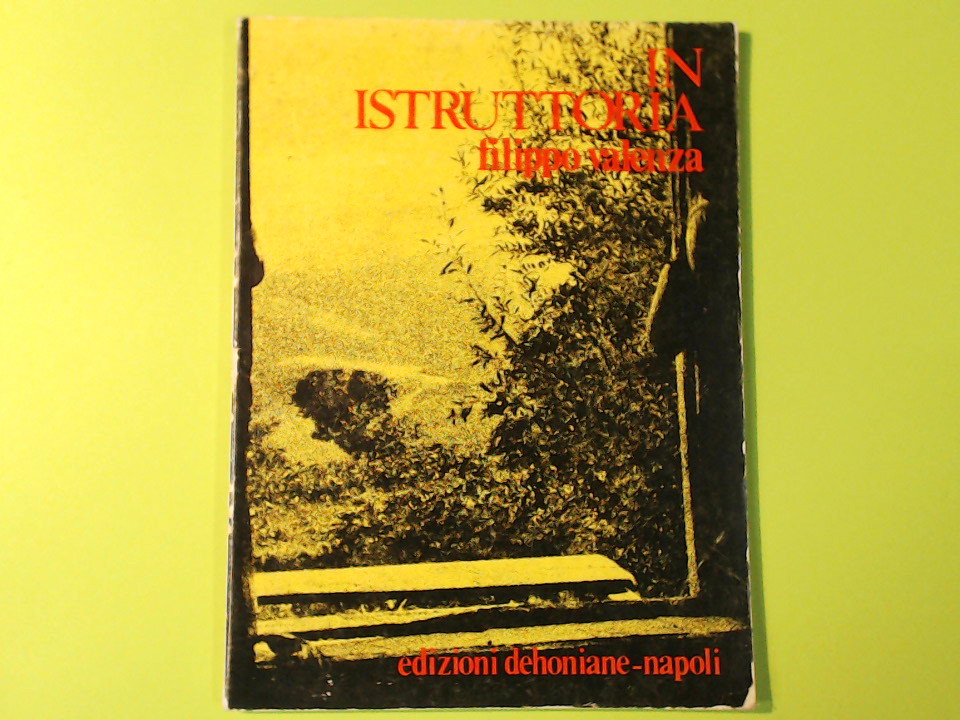 IN
ISTRUTTORIA
filippo valenza
edizioni dehoniane-napoli